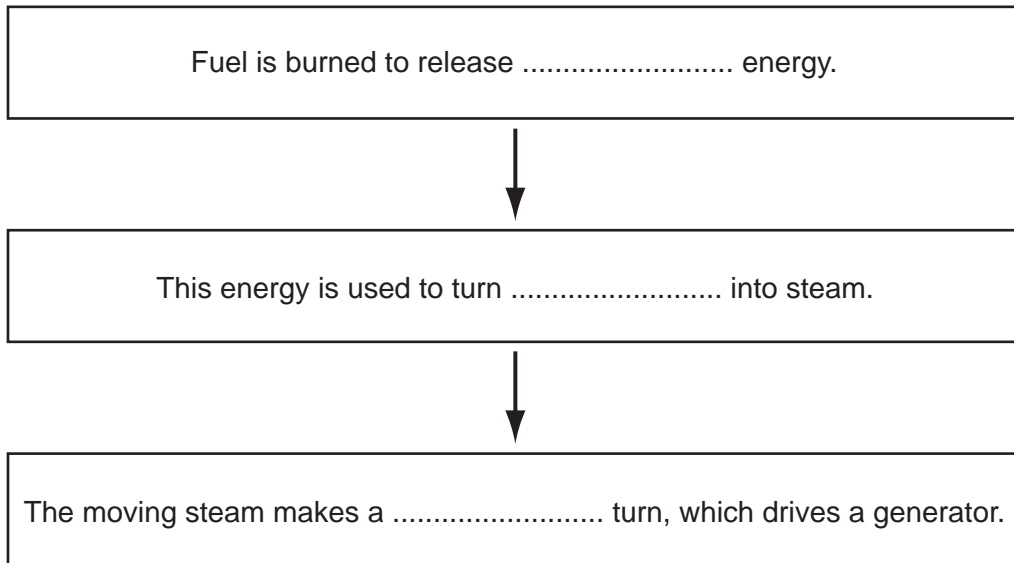 Fuel is burned to release .......................... energy.
This energy is used to turn .......................... into steam.
The moving steam makes a .......................... turn, which drives a generator.